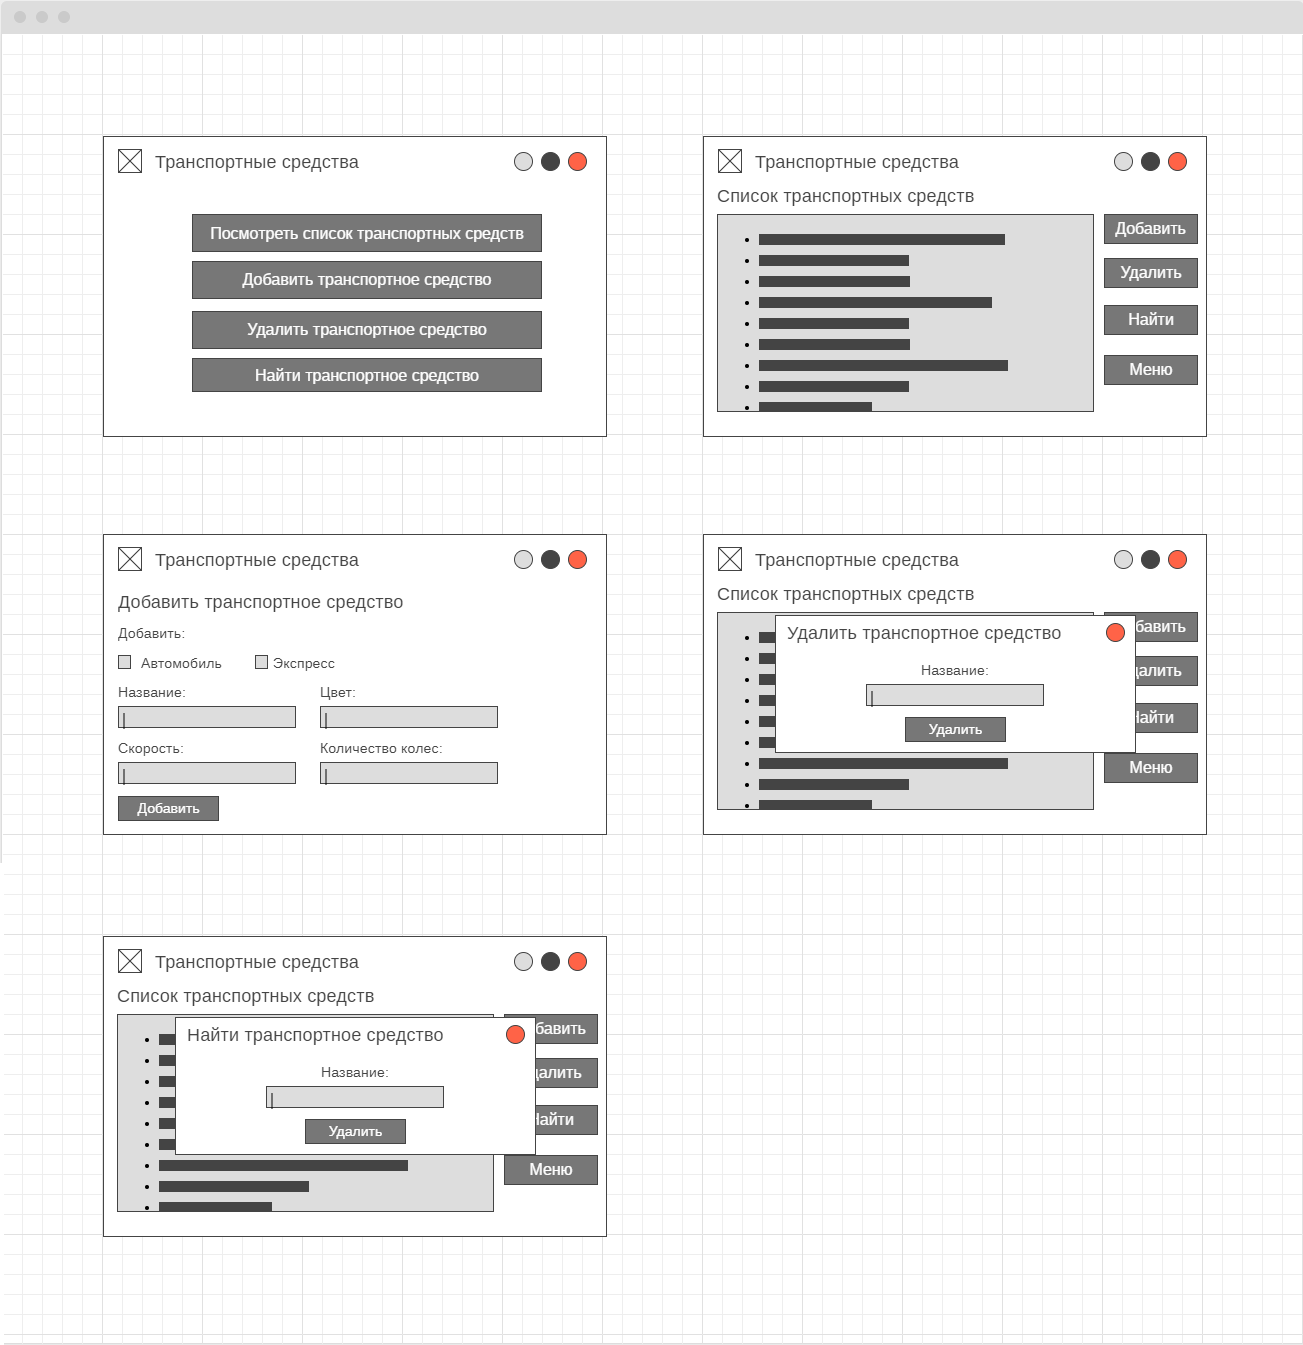 Транспортные средства
Посмотреть список транспортных средств
Добавить транспортное средство
Удалить транспортное средство
Найти транспортное средство
Транспортные средства
Список транспортных средств
Добавить
Удалить
Найти
Меню
Транспортные средства
Добавить транспортное средство
Добавить:
Автомобиль Экспресс
Название: Цвет:
Скорость: Количество колес:
Добавить
Транспортные средства
Список транспортных средств
бавить
Удалить транспортное средство
Название:
далить
Удалить
Найти
Меню
Транспортные средства
Список транспортных средств
бавить
Найти транспортное средство
Название:
далить
Удалить
Найти
Меню